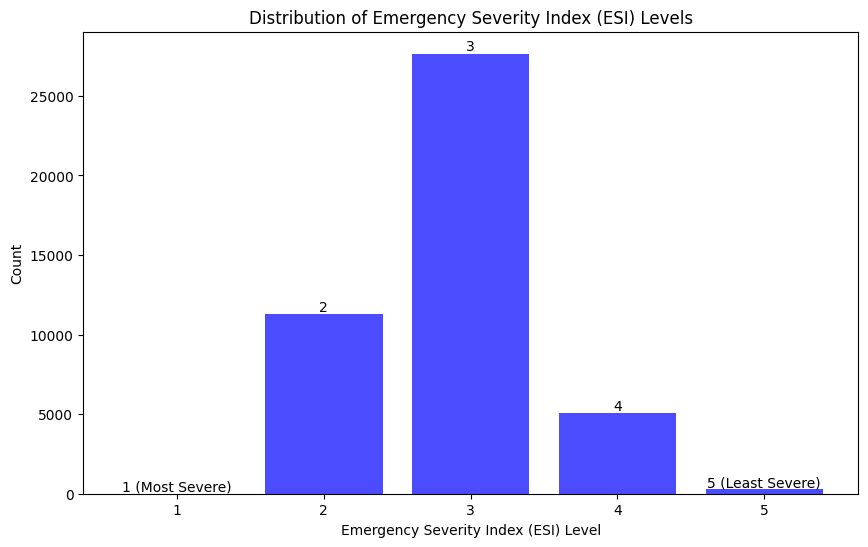 Distribution of Emergency Severity Index (ESI) Levels
3
25000
20000
15000
Count
2
10000
5000
4
1 (Most Severe)
5 (Least Severe)
0
1 2 3 4 5
Emergency Severity Index (ESI) Level